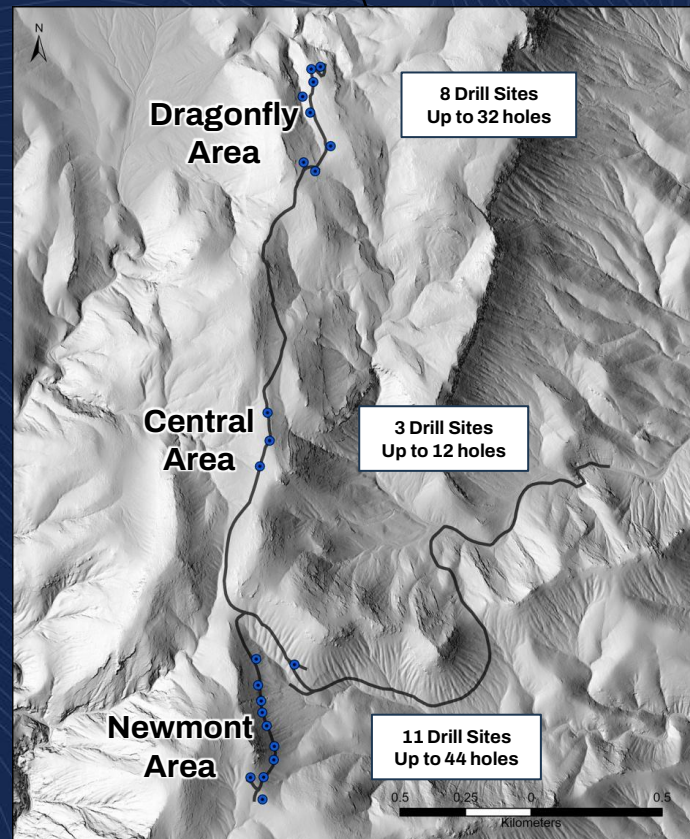 N
Dragonfly
Area
8 Drill Sites
Up to 32 holes
Central
Area
3 Drill Sites
Up to 12 holes
Newmont
Area
11 Drill Sites
Up to 44 holes
0.5 0.25 0 0.5
Kilometers